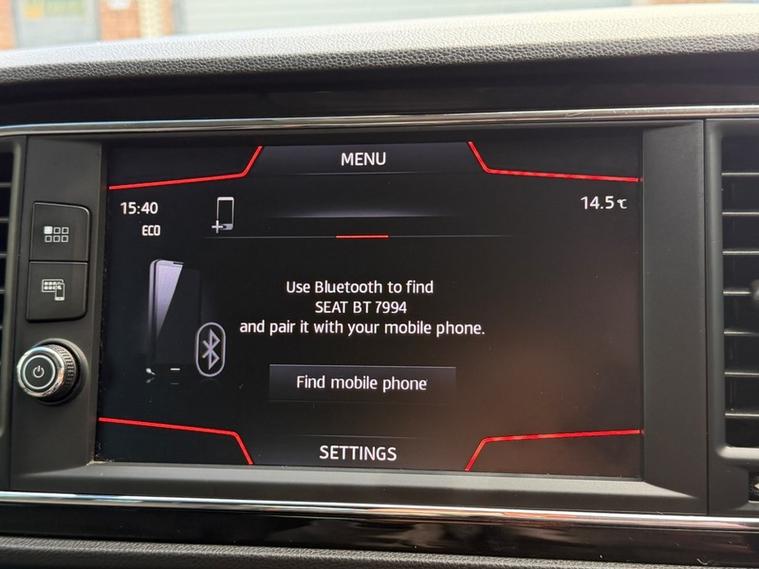 MENU
15:40
14.5℃
ECO
Use Bluetooth to find
SEAT BT 7994
and pair it with your mobile phone.
Find mobile phone
SETTINGS